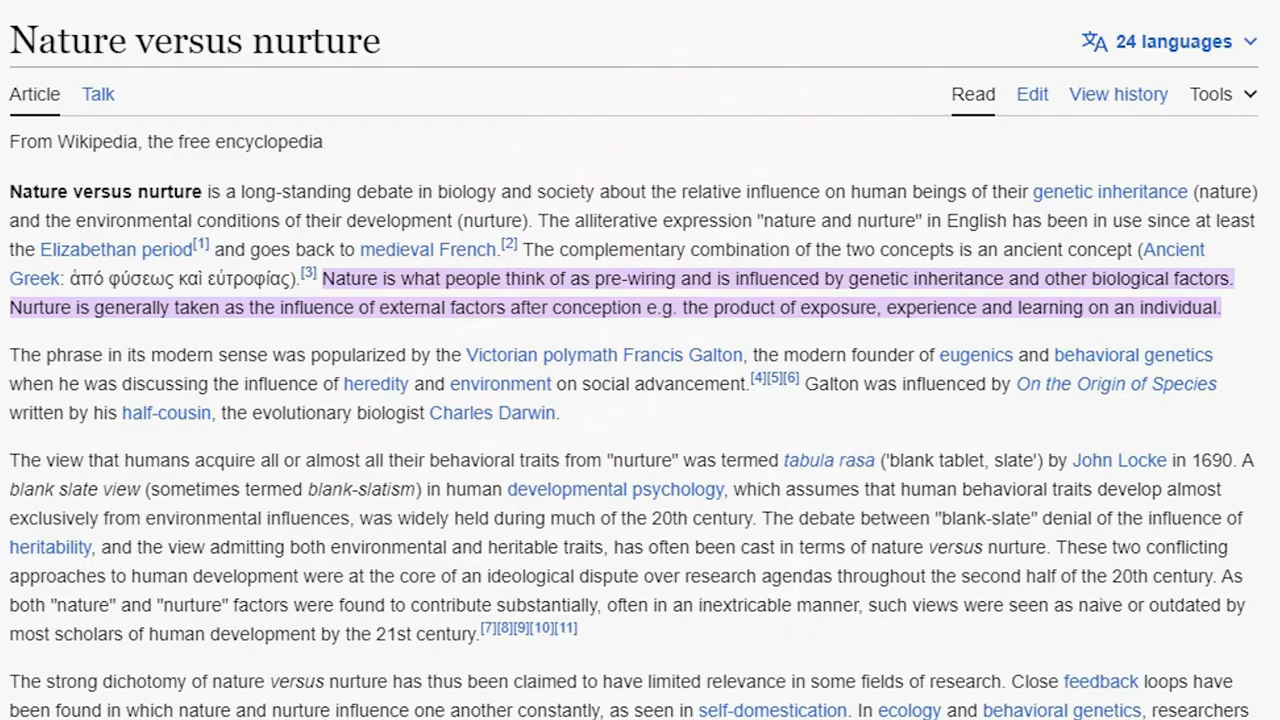 Nature versus nurture
24 languages
Article Talk Read Edit View history Tools
From Wikipedia, the free encyclopedia
Nature versus nurture is a long-standing debate in biology and society about the relative influence on human beings of their genetic inheritance (nature)
and the environmental conditions of their development (nurture). The alliterative expression "nature and nurture" in English has been in use since at least
the Elizabethan period[1] and goes back to medieval French.[2] The complementary combination of the two concepts is an ancient concept (Ancient
Greek: ἁπό φύσεως καὶ εὐτροφίας).[3] Nature is what people think of as pre-wiring and is influenced by genetic inheritance and other biological factors.
Nurture is generally taken as the influence of external factors after conception e.g. the product of exposure, experience and learning on an individual.
The phrase in its modern sense was popularized by the Victorian polymath Francis Galton, the modern founder of eugenics and behavioral genetics
when he was discussing the influence of heredity and environment on social advancement.[4][5][6] Galton was influenced by On the Origin of Species
written by his half-cousin, the evolutionary biologist Charles Darwin.
The view that humans acquire all or almost all their behavioral traits from "nurture" was termed tabula rasa ('blank tablet, slate') by John Locke in 1690. A
blank slate view (sometimes termed blank-slatism) in human developmental psychology, which assumes that human behavioral traits develop almost
exclusively from environmental influences, was widely held during much of the 20th century. The debate between "blank-slate" denial of the influence of
heritability, and the view admitting both environmental and heritable traits, has often been cast in terms of nature versus nurture. These two conflicting
approaches to human development were at the core of an ideological dispute over research agendas throughout the second half of the 20th century. As
both "nature" and "nurture" factors were found to contribute substantially, often in an inextricable manner, such views were seen as naive or outdated by
most scholars of human development by the 21st century.[7][8][9][10][11]
The strong dichotomy of nature versus nurture has thus been claimed to have limited relevance in some fields of research. Close feedback loops have
been found in which nature and nurture influence one another constantly, as seen in self-domestication. In ecology and behavioral genetics, researchers